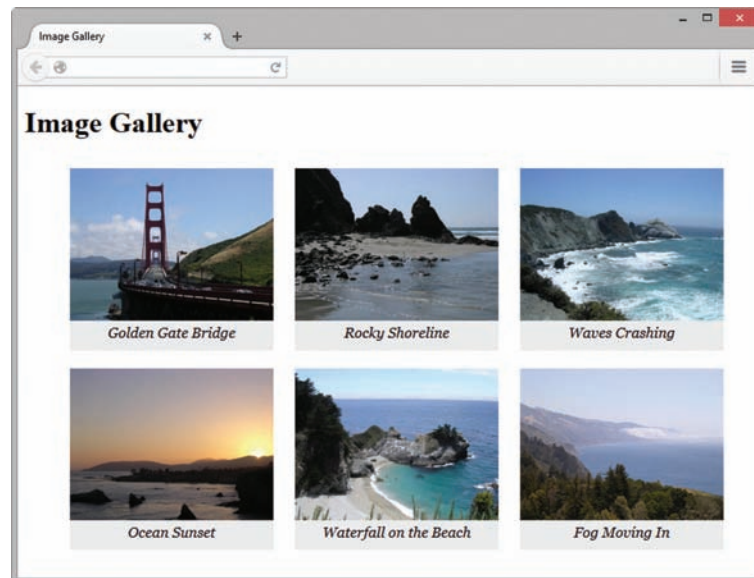 Image Gallery
Image Gallery
Golden Gate Bridge
Rocky Shoreline
Waves Crashing
Ocean Sunset
Waterfall on the Beach
Fog Moving In